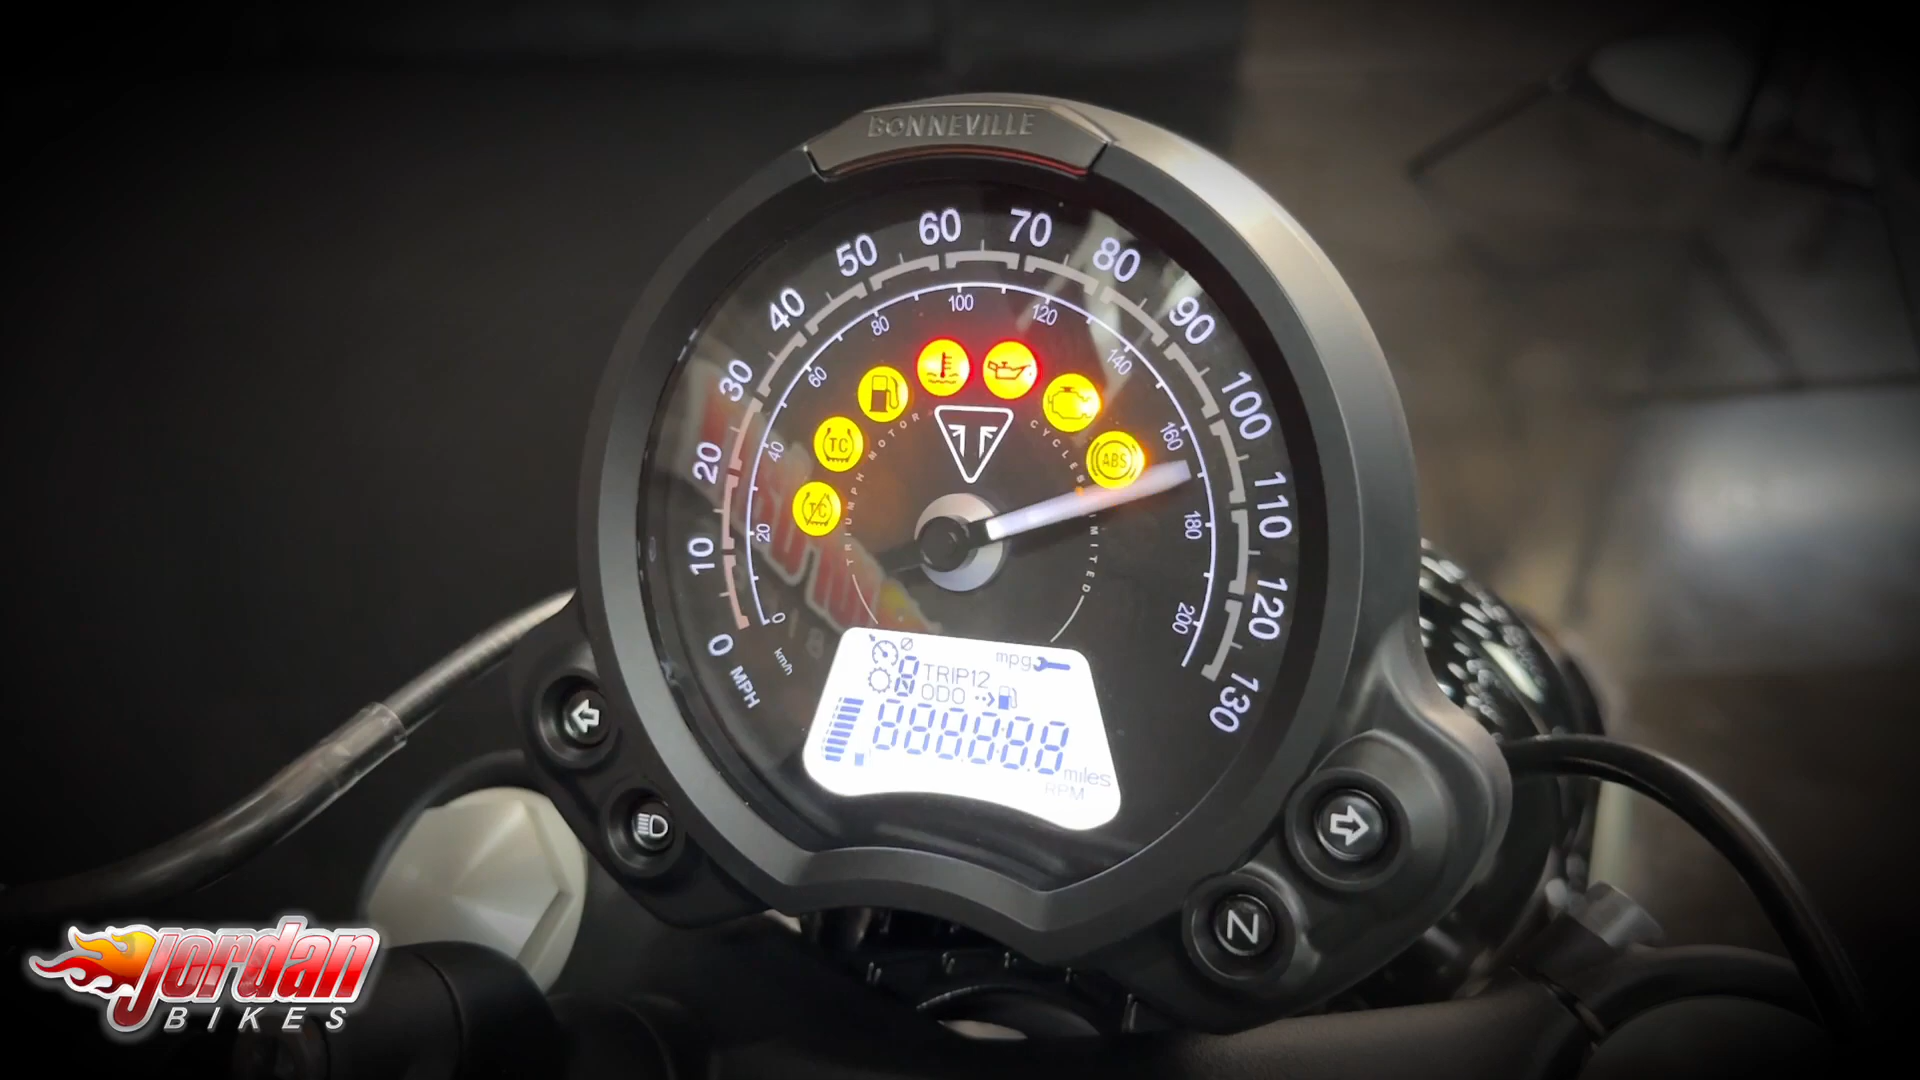 BONNEVILLE
0 10 20 30 40 50 60 70 80 90 100 110 120 130
MPH
0 20 40 60 80 100 120 140 160 180 200
km/h
TC
TC
ABS
TRIUMPH MOTOR CYCLES LIMITED
mpg
8 TRIP12
ODO
888888.8
miles
RPM
N
Jordan
BIKES